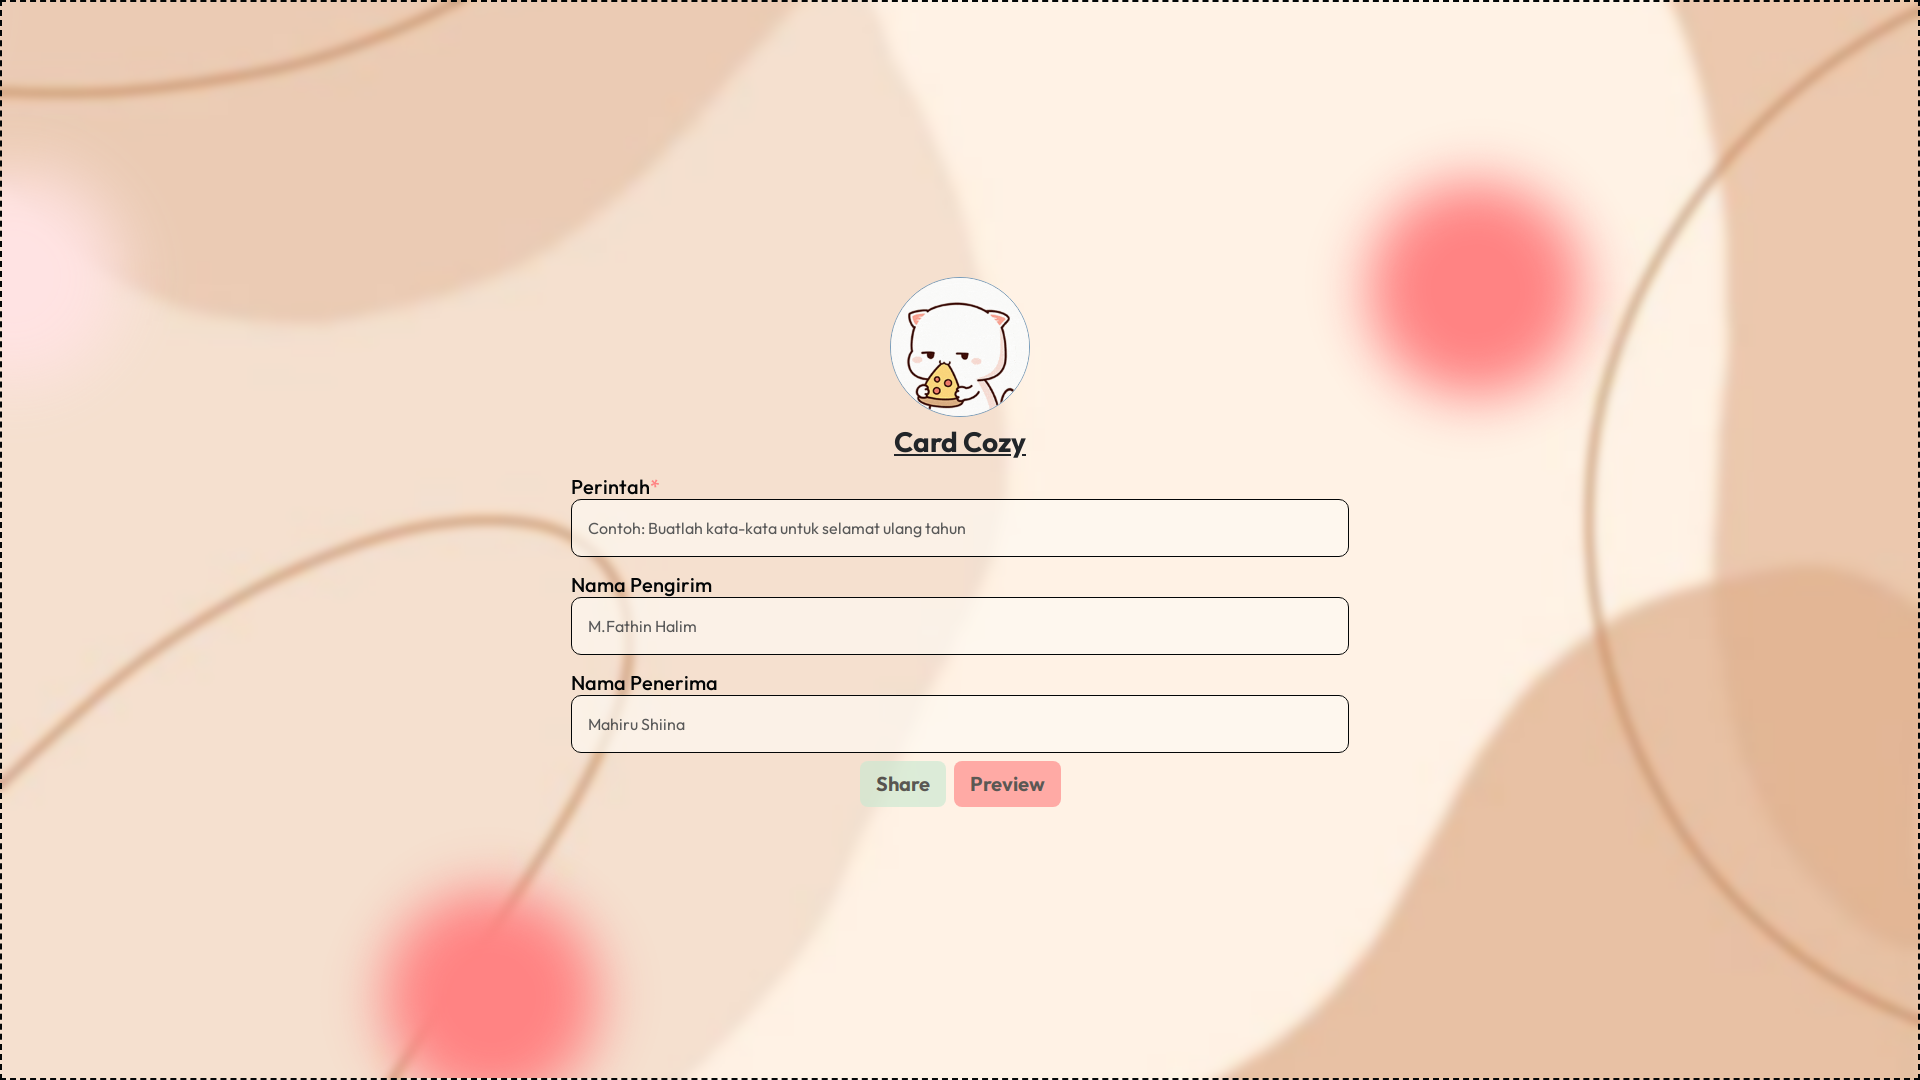 Card Cozy
Perintah*
Contoh: Buatlah kata-kata untuk selamat ulang tahun
Nama Pengirim
M.Fathin Halim
Nama Penerima
Mahiru Shiina
Share Preview